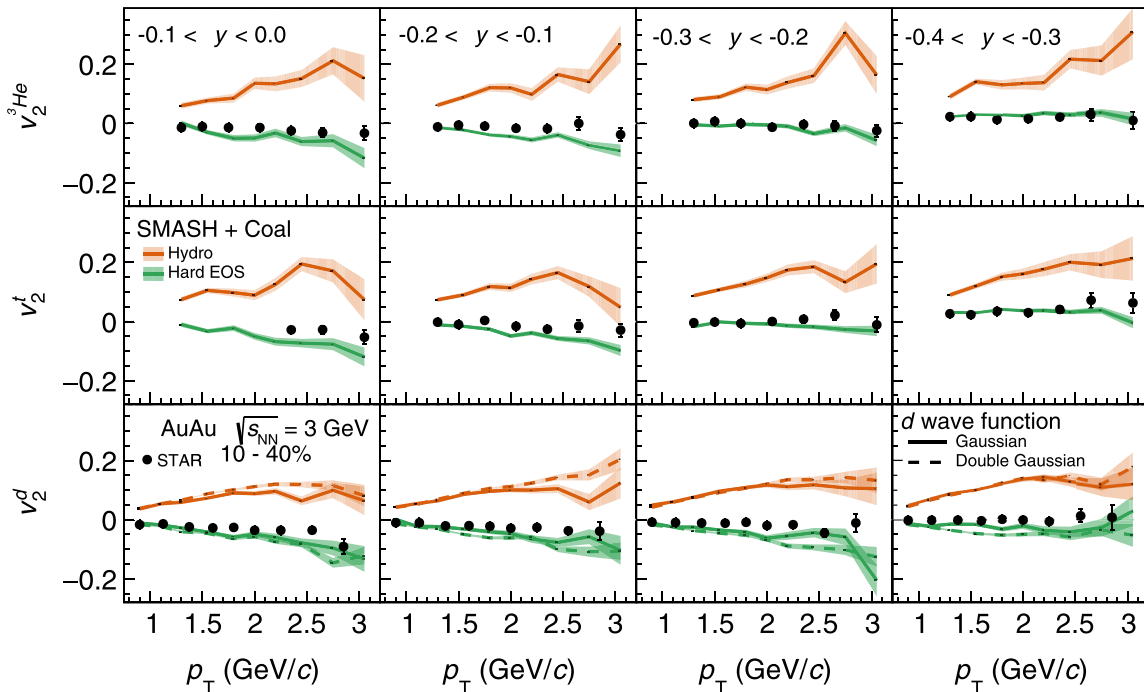 -0.1 < y < 0.0
-0.2 < y < -0.1
-0.3 < y < -0.2
-0.4 < y < -0.3
0.2
0
−0.2
v₂³He
SMASH + Coal
Hydro
Hard EOS
0.2
0
−0.2
v₂ᵗ
AuAu √sNN = 3 GeV
STAR 10 - 40%
d wave function
Gaussian
Double Gaussian
0.2
0
−0.2
v₂ᵈ
1 1.5 2 2.5 3
1 1.5 2 2.5 3
1 1.5 2 2.5 3
1 1.5 2 2.5 3
pT (GeV/c)
pT (GeV/c)
pT (GeV/c)
pT (GeV/c)